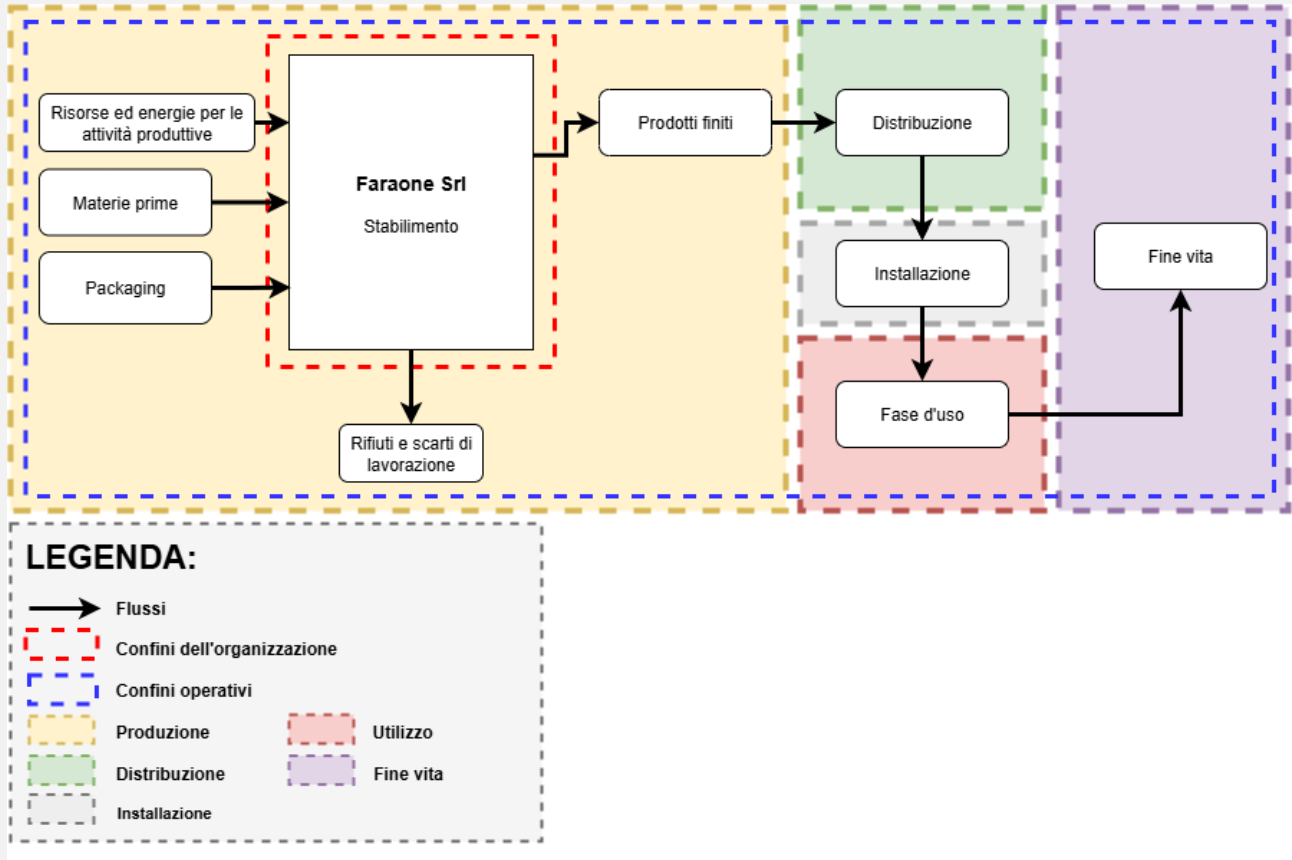 Risorse ed energie per le
attività produttive
Materie prime
Packaging
Faraone Srl
Stabilimento
Rifiuti e scarti di
lavorazione
Prodotti finiti
Distribuzione
Installazione
Fase d'uso
Fine vita
LEGENDA:
Flussi
Confini dell'organizzazione
Confini operativi
Produzione
Utilizzo
Distribuzione
Fine vita
Installazione